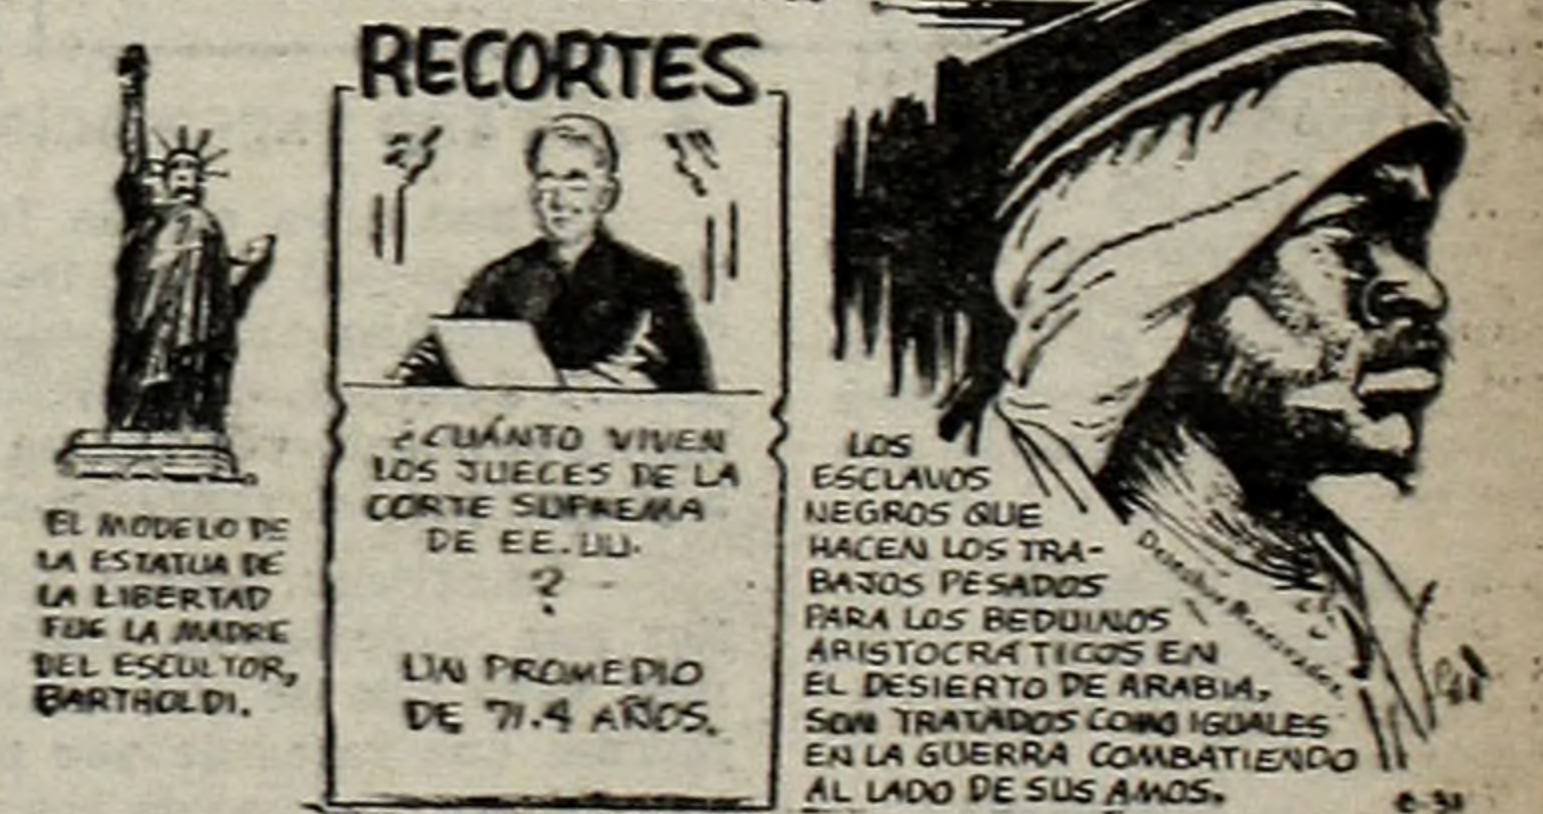 RECORTES
EL MODELO DE
LA ESTATUA DE
LA LIBERTAD
FUE LA MADRE
DEL ESCULTOR,
BARTHOLDI.
¿CUÁNTO VIVEN
LOS JUECES DE LA
CORTE SUPREMA
DE EE.UU.
?
UN PROMEDIO
DE 71.4 AÑOS.
LOS
ESCLAVOS
NEGROS QUE
HACEN LOS TRA-
BAJOS PESADOS
PARA LOS BEDUINOS
ARISTOCRATICOS EN
EL DESIERTO DE ARABIA,
SON TRATADOS COMO IGUALES
EN LA GUERRA COMBATIENDO
AL LADO DE SUS AMOS.
Derechos Reservados